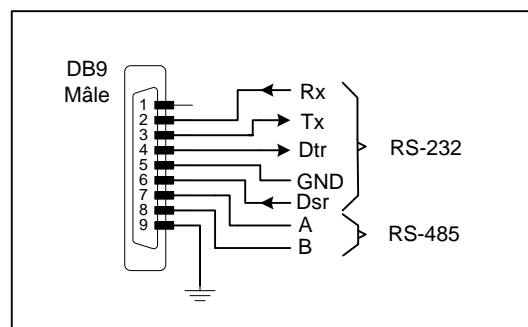 DB9
Mâle
1
2
3
4
5
6
7
8
9
Rx
Tx
Dtr
GND
Dsr
A
B
RS-232
RS-485